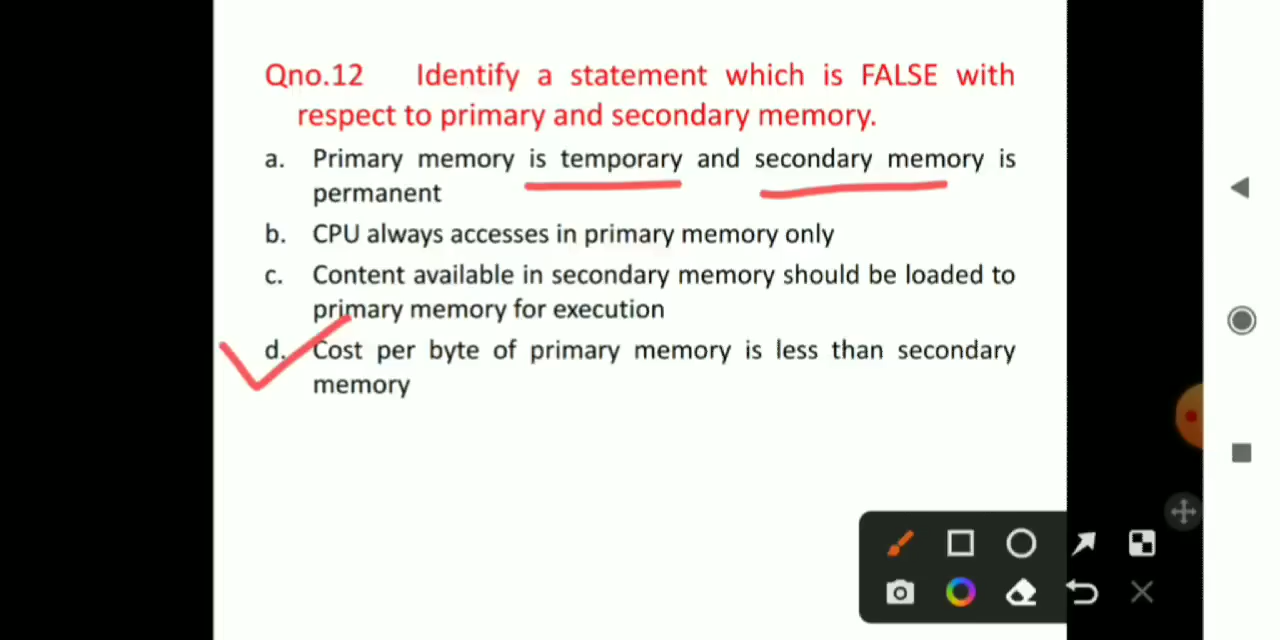 Qno.12 Identify a statement which is FALSE with
respect to primary and secondary memory.
a. Primary memory is temporary and secondary memory is
permanent
b. CPU always accesses in primary memory only
c. Content available in secondary memory should be loaded to
primary memory for execution
d. Cost per byte of primary memory is less than secondary
memory